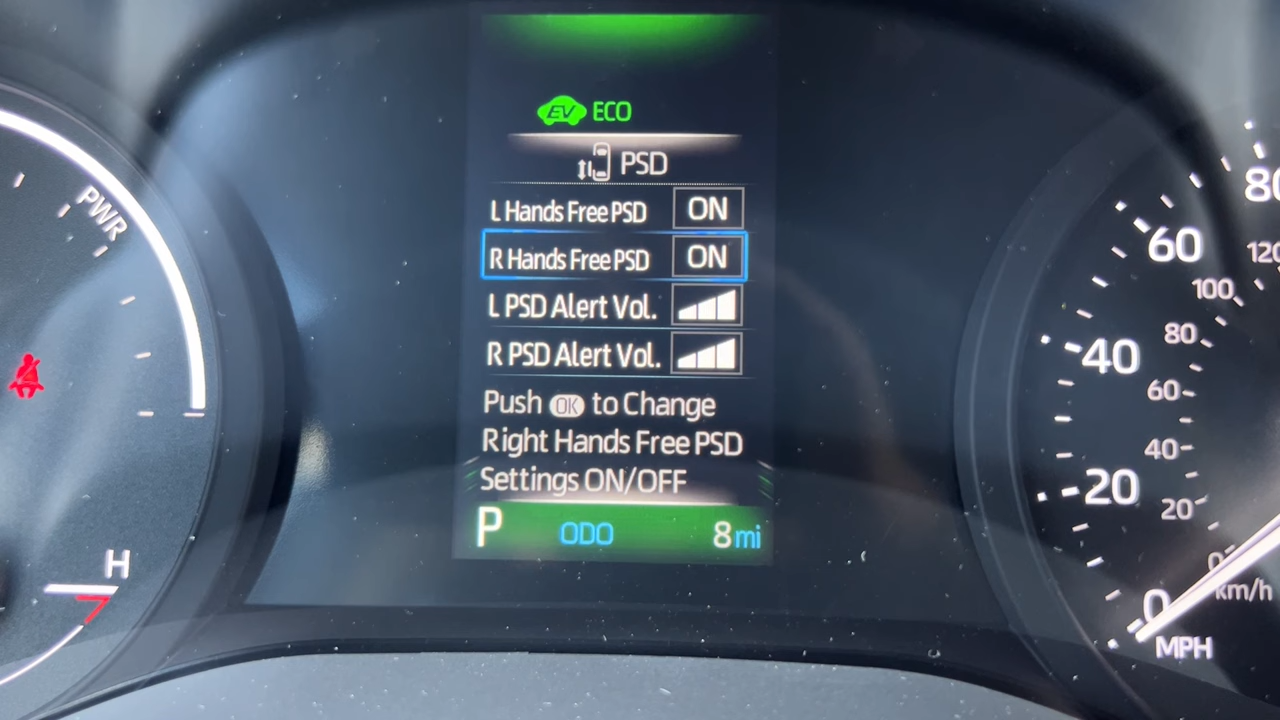 EV ECO
PSD
L Hands Free PSD ON
R Hands Free PSD ON
L PSD Alert Vol.
R PSD Alert Vol.
Push OK to Change
Right Hands Free PSD
Settings ON/OFF
P ODO 8 mi
PWR
H
80
60
120
100
40
80
60
40
20
20
0
0
km/h
MPH